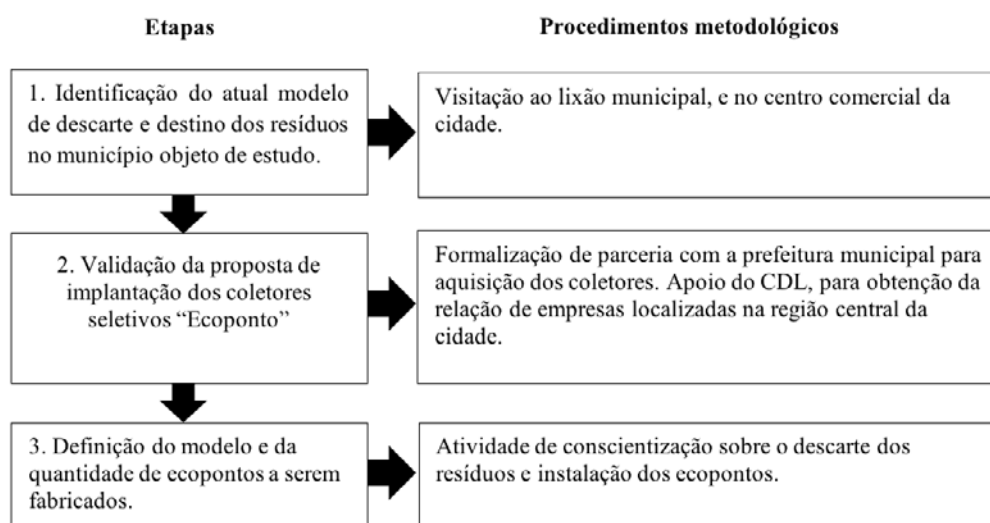 Etapas
Procedimentos metodológicos
1. Identificação do atual modelo
de descarte e destino dos resíduos
no município objeto de estudo.
Visitação ao lixão municipal, e no centro comercial da
cidade.
2. Validação da proposta de
implantação dos coletores
seletivos “Ecoponto”
Formalização de parceria com a prefeitura municipal para
aquisição dos coletores. Apoio do CDL, para obtenção da
relação de empresas localizadas na região central da
cidade.
3. Definição do modelo e da
quantidade de ecopontos a serem
fabricados.
Atividade de conscientização sobre o descarte dos
resíduos e instalação dos ecopontos.